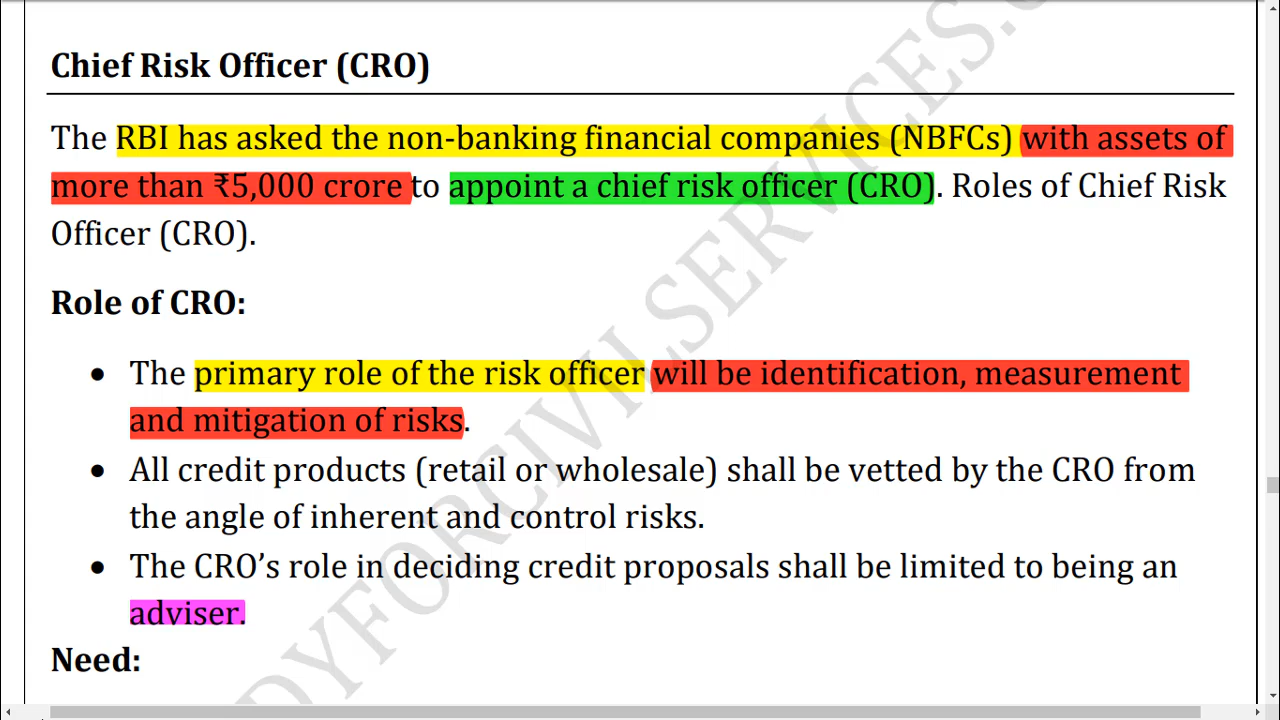 Chief Risk Officer (CRO)
The RBI has asked the non-banking financial companies (NBFCs) with assets of
more than ₹5,000 crore to appoint a chief risk officer (CRO). Roles of Chief Risk
Officer (CRO).
Role of CRO:
• The primary role of the risk officer will be identification, measurement
and mitigation of risks.
• All credit products (retail or wholesale) shall be vetted by the CRO from
the angle of inherent and control risks.
• The CRO’s role in deciding credit proposals shall be limited to being an
adviser.
Need:
DYFORCIVILSERVICES.